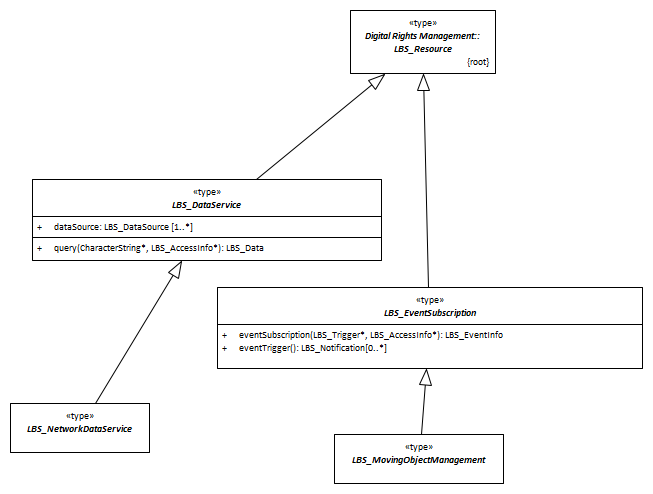 «type»
Digital Rights Management::
LBS_Resource
{root}
«type»
LBS_DataService
+ dataSource: LBS_DataSource [1..*]
+ query(CharacterString*, LBS_AccessInfo*): LBS_Data
«type»
LBS_EventSubscription
+ eventSubscription(LBS_Trigger*, LBS_AccessInfo*): LBS_EventInfo
+ eventTrigger(): LBS_Notification[0..*]
«type»
LBS_NetworkDataService
«type»
LBS_MovingObjectManagement